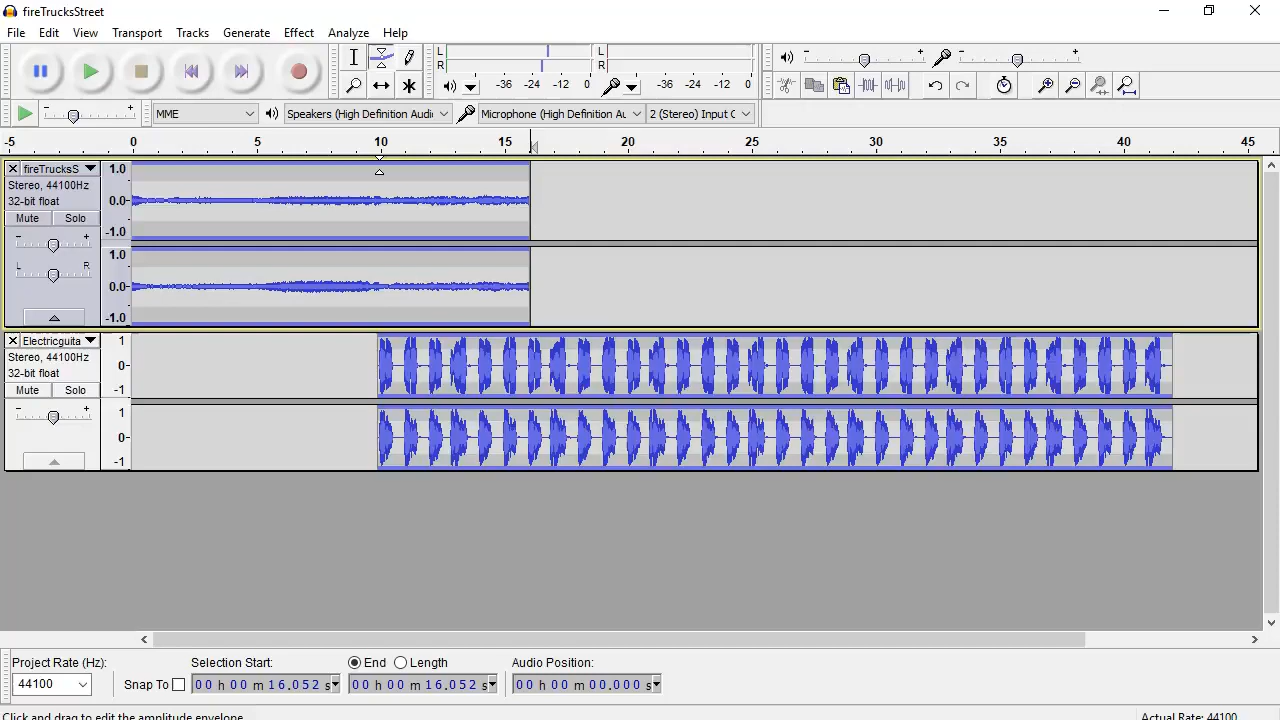 fireTrucksStreet
File Edit View Transport Tracks Generate Effect Analyze Help
L R -36 -24 -12 0 L R -36 -24 -12 0
MME Speakers (High Definition Audi Microphone (High Definition Au 2 (Stereo) Input C
-5 0 5 10 15 20 25 30 35 40 45
fireTrucksS
Stereo, 44100Hz
32-bit float
Mute Solo
- +
L R
1.0
0.0-
-1.0
1.0
0.0-
-1.0
Electricguita
Stereo, 44100Hz
32-bit float
Mute Solo
- +
1
0-
-1
1
0-
-1
Project Rate (Hz): Selection Start: End Length Audio Position:
44100 Snap To 00 h 00 m 16.052 s 00 h 00 m 16.052 s 00 h 00 m 00.000 s
Click and drag to edit the amplitude envelope Actual Rate: 44100